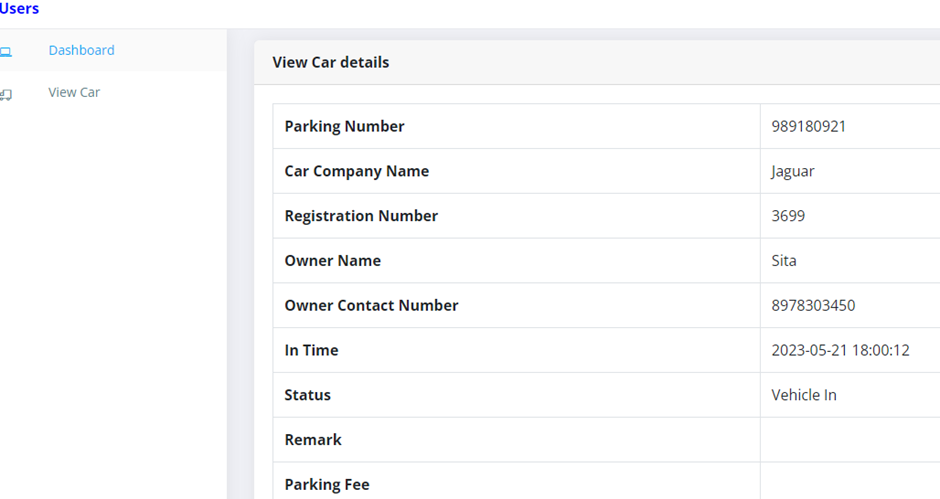 Users
Dashboard
View Car
View Car details
Parking Number 989180921
Car Company Name Jaguar
Registration Number 3699
Owner Name Sita
Owner Contact Number 8978303450
In Time 2023-05-21 18:00:12
Status Vehicle In
Remark
Parking Fee